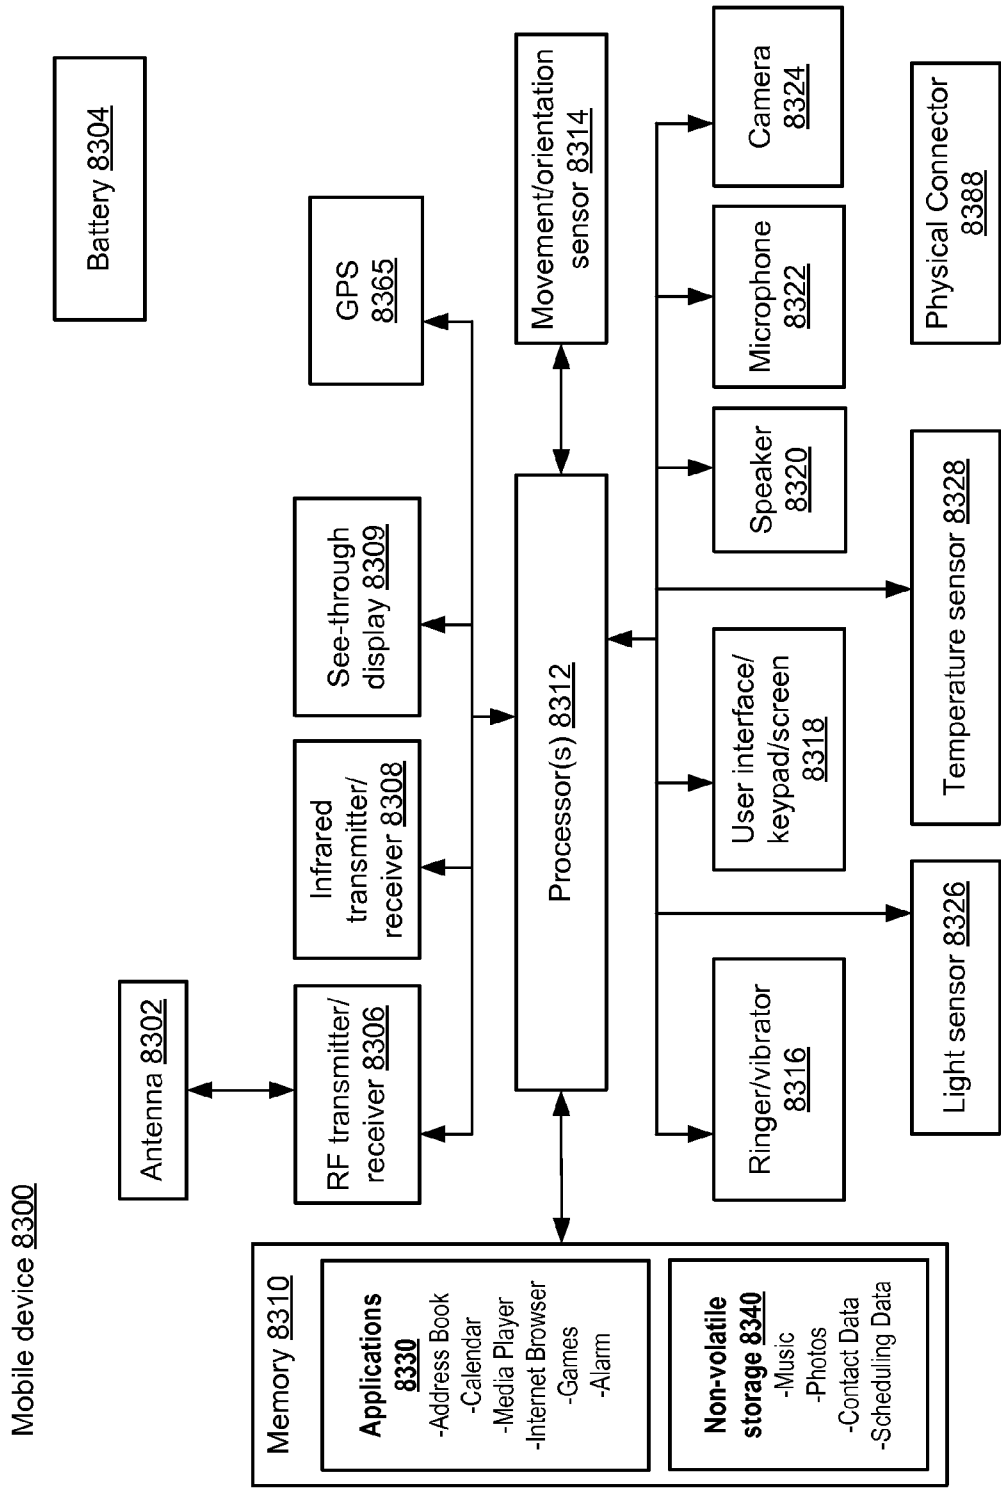 Mobile device 8300
Battery 8304
Antenna 8302
RF transmitter/
receiver 8306
Infrared
transmitter/
receiver 8308
See-through
display 8309
GPS
8365
Memory 8310
Applications
8330
-Address Book
-Calendar
-Media Player
-Internet Browser
-Games
-Alarm
Non-volatile
storage 8340
-Music
-Photos
-Contact Data
-Scheduling Data
Processor(s) 8312
Movement/orientation
sensor 8314
Ringer/vibrator
8316
User interface/
keypad/screen
8318
Speaker
8320
Microphone
8322
Camera
8324
Light sensor 8326
Temperature sensor 8328
Physical Connector
8388